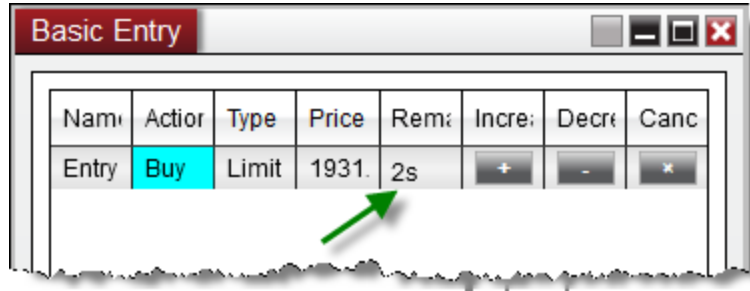 Basic Entry
Nam Action Type Price Rema Increa Decre Canc
Entry Buy Limit 1931. 2s + - x